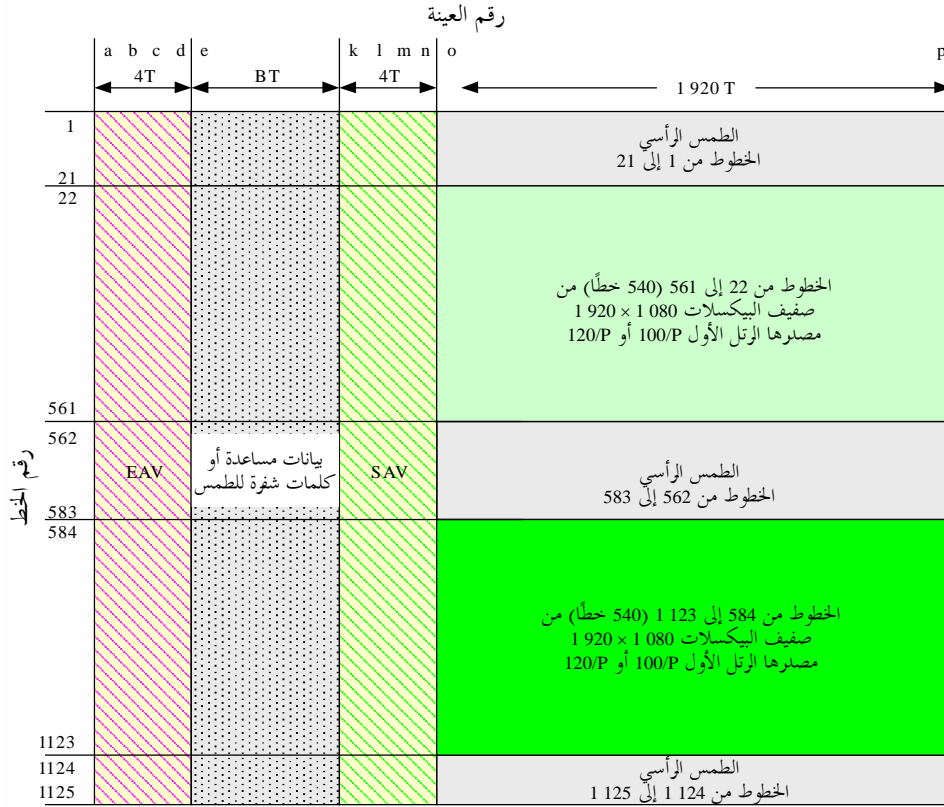 رقم العينة
a b c d e k l m n o p
4T BT 4T 1 920 T
1
الطمس الرأسي
الخطوط من 1 إلى 21
21
22
الخطوط من 22 إلى 561 (540 خطًا) من
صفيف البيكسلات 1 920 × 1 080
مصدرها الرتل الأول 100/P أو 120/P
561
562
رقم الخط
EAV
بيانات مساعدة أو
كلمات شفرة للطمس
SAV
الطمس الرأسي
الخطوط من 562 إلى 583
583
584
الخطوط من 584 إلى 1 123 (540 خطًا) من
صفيف البيكسلات 1 920 × 1 080
مصدرها الرتل الأول 100/P أو 120/P
1123
1124
الطمس الرأسي
الخطوط من 1 124 إلى 1 125
1125